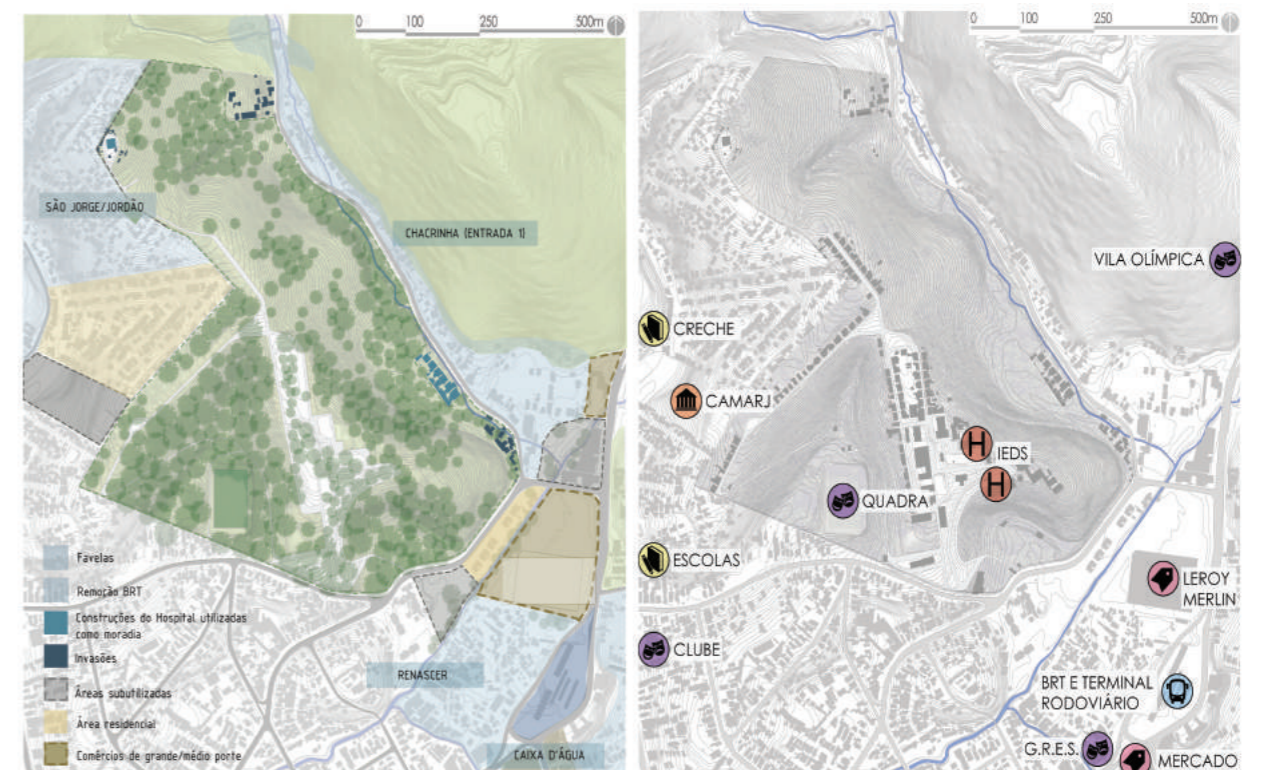 0 100 250 500m
SÃO JORGE/JORDÃO
CHACRINHA (ENTRADA 1)
Favelas
Remoção BRT
Construções do Hospital utilizadas
como moradia
Invasões
Áreas subutilizadas
Área residencial
Comércios de grande/médio porte
RENASCER
CAIXA D'ÁGUA
0 100 250 500m
VILA OLÍMPICA
CRECHE
CAMARJ
H
IEDS
H
QUADRA
ESCOLAS
LEROY
MERLIN
CLUBE
BRT E TERMINAL
RODOVIÁRIO
G.R.E.S.
MERCADO